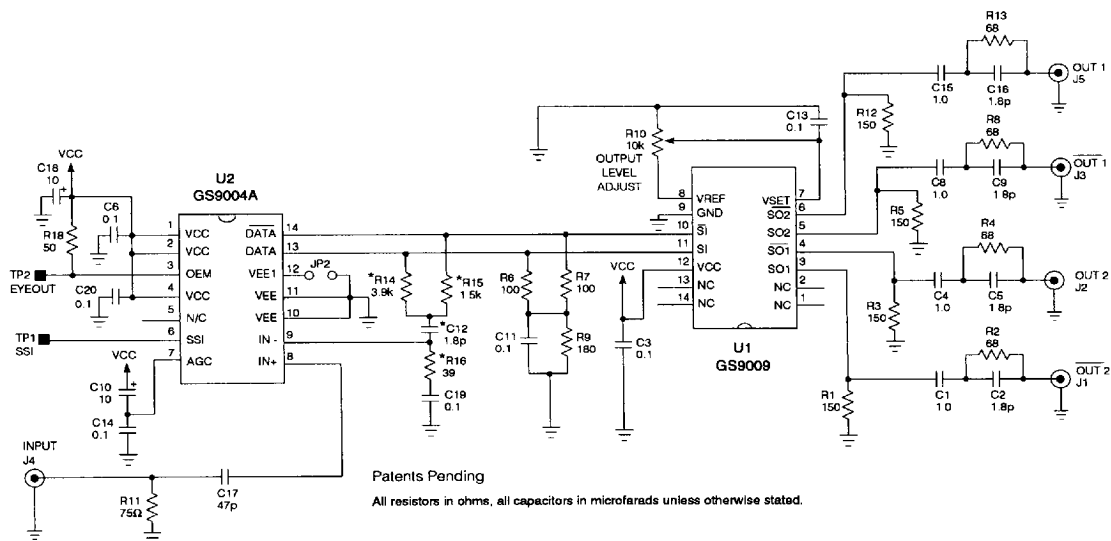 R13
68
OUT 1
J5
C15
1.0
C16
1.8p
R12
150
C13
0.1
R10
10k
OUTPUT
LEVEL
ADJUST
R8
68
OUT 1
J3
C8
1.0
C9
1.8p
R5
150
VCC
C18
10
+
U2
GS9004A
C6
0.1
R18
50
TP2
EYEOUT
C20
0.1
TP1
SSI
VCC
C10
10
+
C14
0.1
1 VCC
2 VCC
3 OEM
4 VCC
5 N/C
6 SSI
7 AGC
DATA 14
DATA 13
VEE1 12
VEE 11
VEE 10
IN - 9
IN+ 8
JP2
*R14
3.9k
*R15
1.5k
*C12
1.8p
*R16
39
C19
0.1
R6
100
R7
100
C11
0.1
R9
180
VCC
C3
0.1
8 VREF
9 GND
10 SI
11 SI
12 VCC
13 NC
14 NC
VSET 7
SO2 6
SO2 5
SO1 4
SO1 3
NC 2
NC 1
U1
GS9009
R4
68
OUT 2
J2
C4
1.0
C5
1.8p
R3
150
R2
68
OUT 2
J1
C1
1.0
C2
1.8p
R1
150
INPUT
J4
R11
75Ω
C17
47p
Patents Pending
All resistors in ohms, all capacitors in microfarads unless otherwise stated.